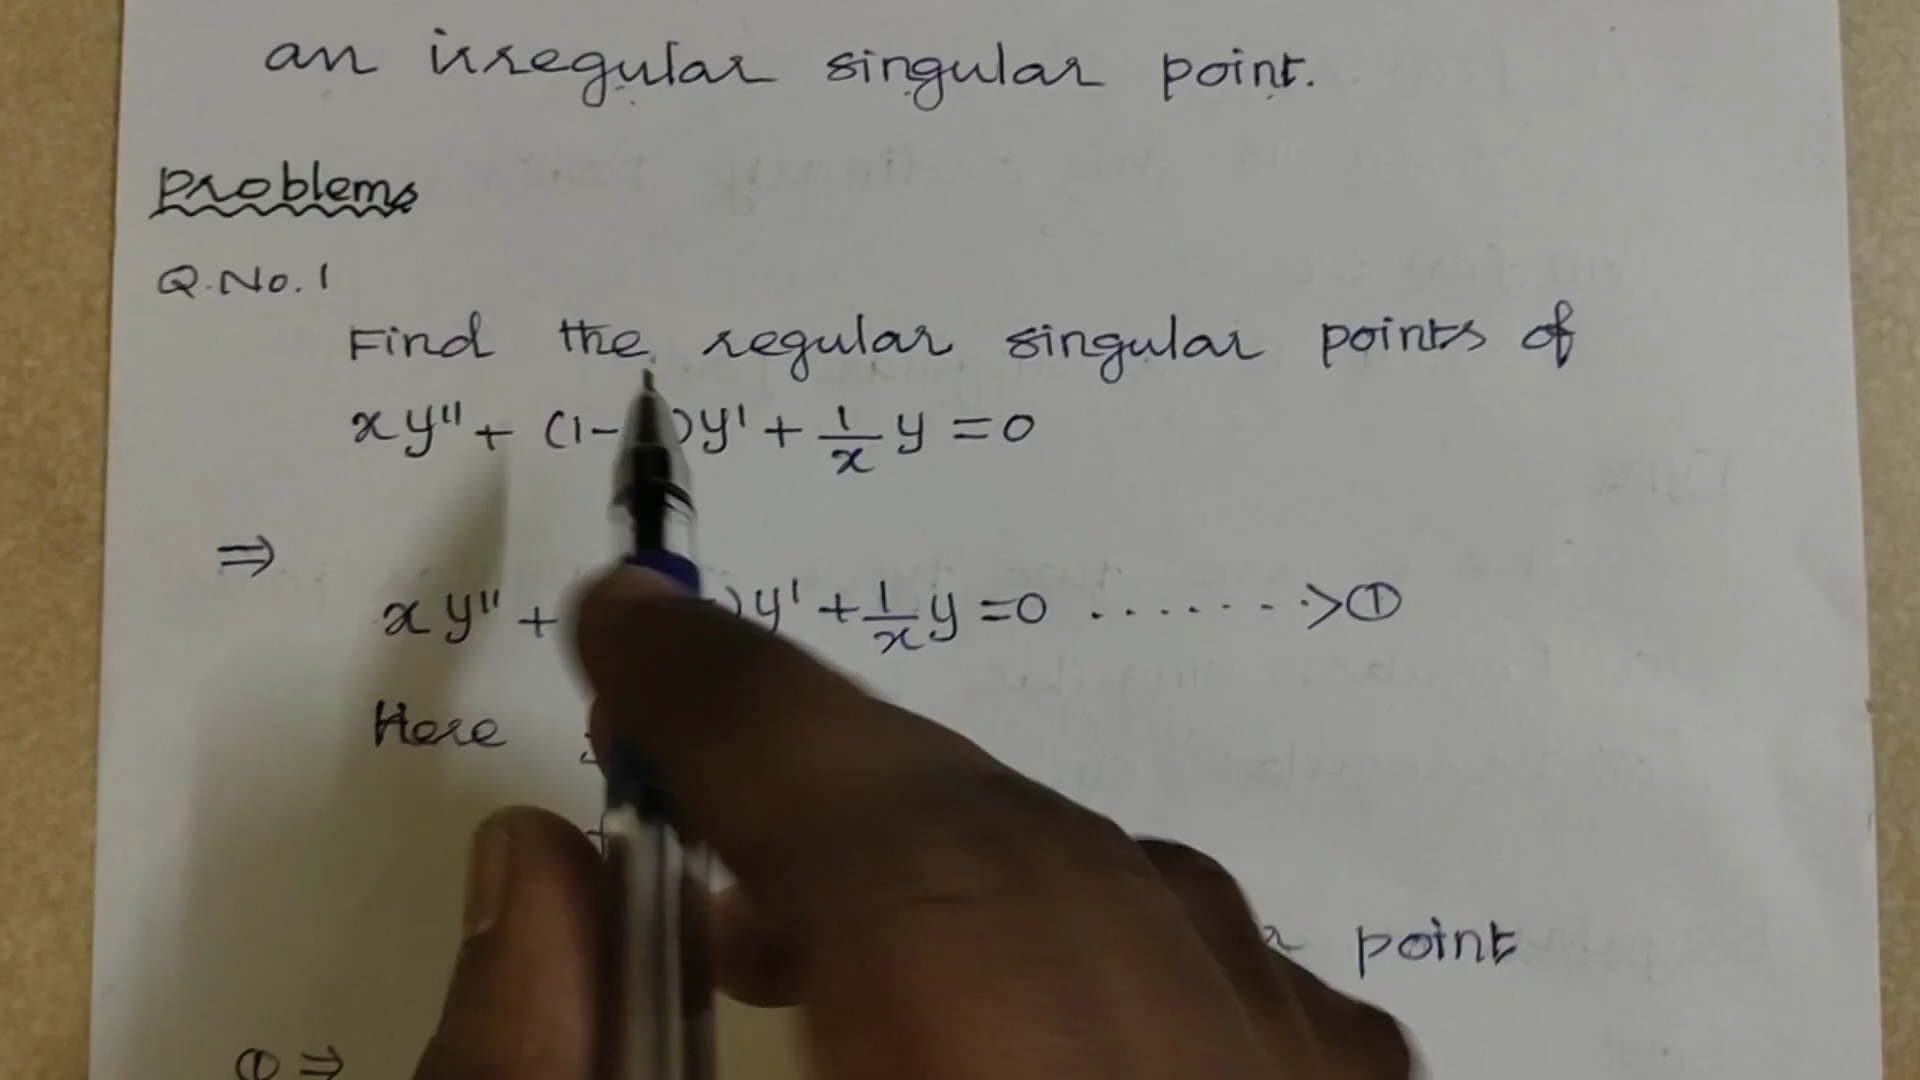 an irregular singular point.
Problems
Q.No.1
Find the regular singular points of
xy" + (1- )y' + 1/x y = 0
⇒
xy" + )y' + 1/x y = 0 .......>①
Here
point
① ⇒